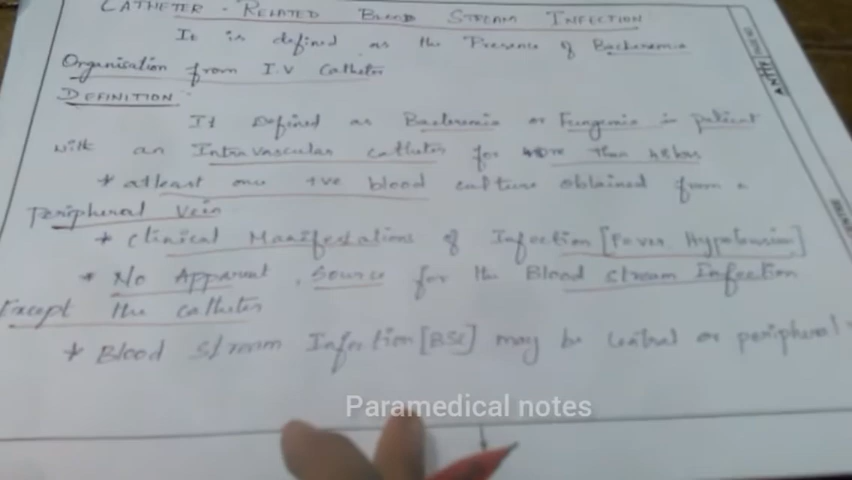 CATHETER - RELATED BLOOD STREAM INFECTION
It is defined as the Presence of Bacteremia
Organisation from I.V Catheter
DEFINITION
It Defined as Bacteremia or Fungemia in patient
with an Intravascular catheter for more than 48hrs
* atleast one +ve blood culture obtained from a
Peripheral Vein
* Clinical Manifestations of Infection [Fever, Hypotension]
* No Apparent, Source for the Blood stream Infection
Except the catheter
* Blood stream Infection [BSI] may be central or peripheral.
Paramedical notes